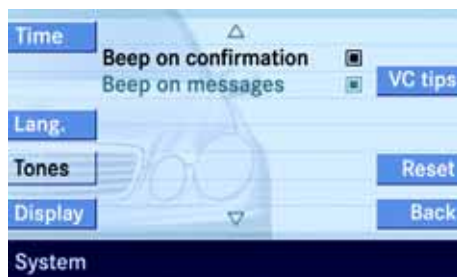 Time
Beep on confirmation
Beep on messages
VC tips
Lang.
Tones
Reset
Display
Back
System